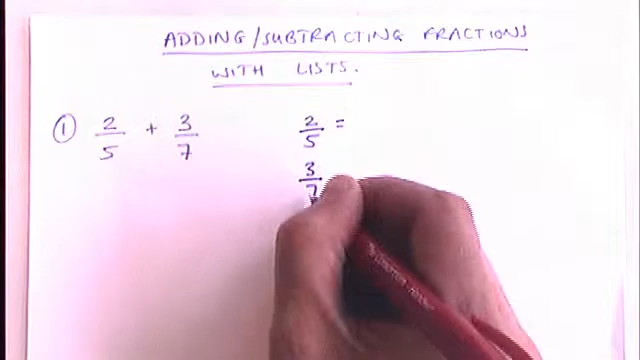 ADDING/SUBTRACTING FRACTIONS
WITH LISTS.
① 2/5 + 3/7
2/5 =
3/7